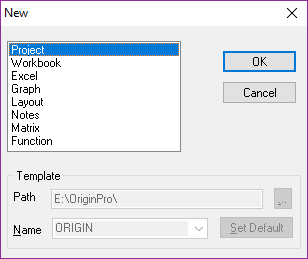 New
Project
Workbook
Excel
Graph
Layout
Notes
Matrix
Function
OK
Cancel
Template
Path E:\OriginPro\ ...
Name ORIGIN Set Default